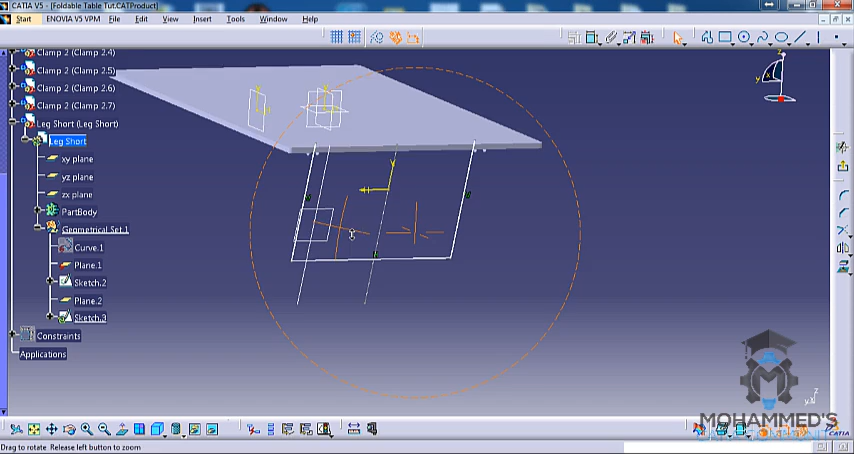 CATIA V5 - [Foldable Table Tut.CATProduct]
Start ENOVIA V5 VPM File Edit View Insert Tools Window Help
Clamp 2 (Clamp 2.4)
Clamp 2 (Clamp 2.5)
Clamp 2 (Clamp 2.6)
Clamp 2 (Clamp 2.7)
Leg Short (Leg Short)
Leg Short
xy plane
yz plane
zx plane
PartBody
Geometrical Set.1
Curve.1
Plane.1
Sketch.2
Plane.2
Sketch.3
Constraints
Applications
MOHAMMED'S
CATIA
Drag to rotate Release left button to zoom